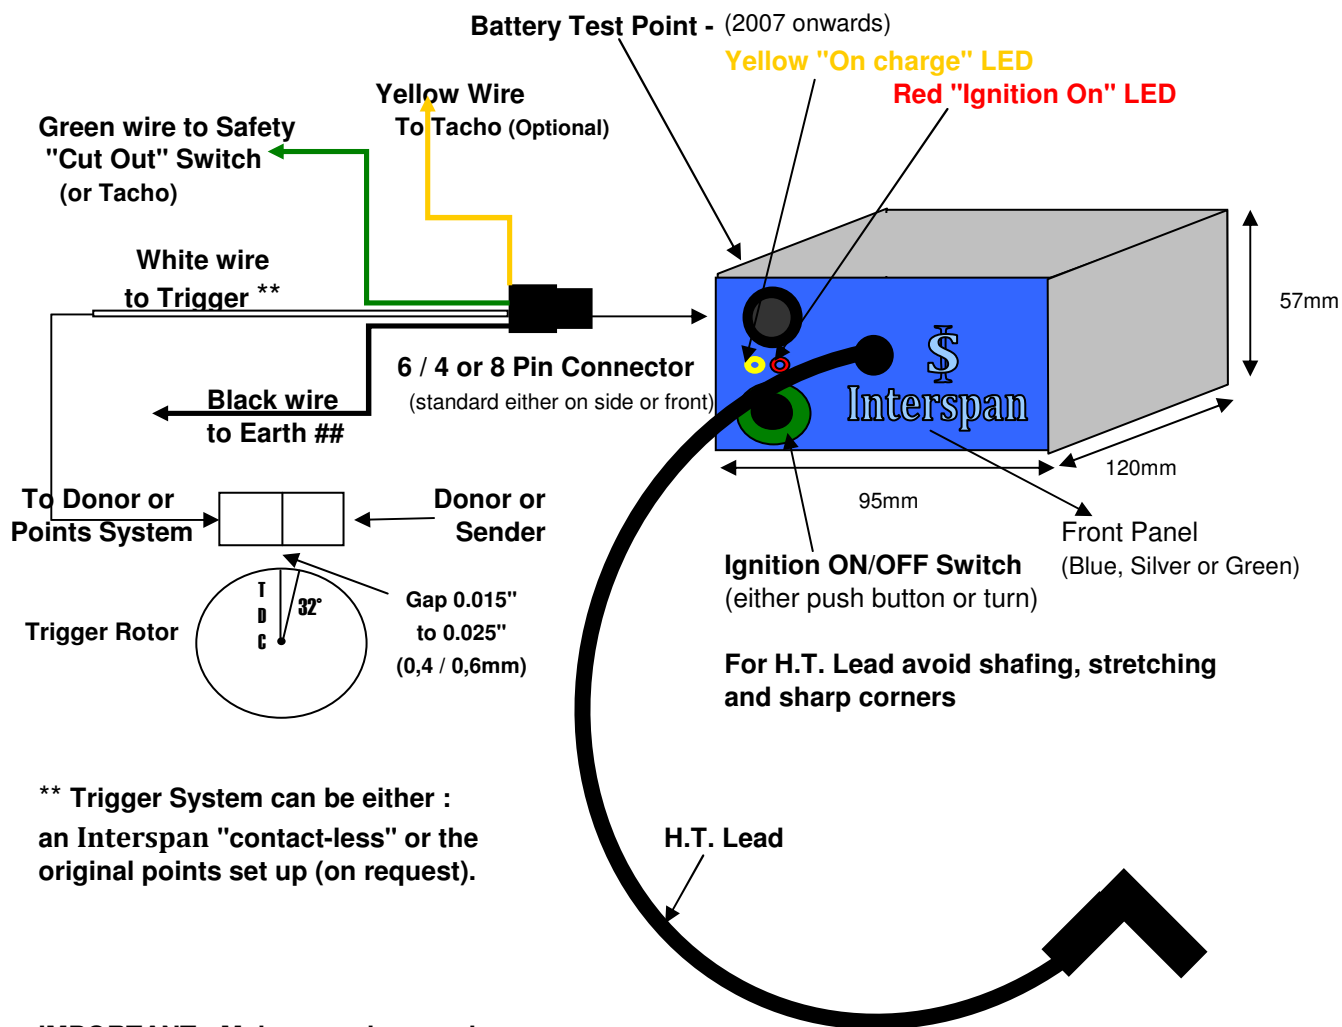 Battery Test Point - (2007 onwards)
Yellow "On charge" LED
Red "Ignition On" LED
Yellow Wire
To Tacho (Optional)
Green wire to Safety
"Cut Out" Switch
(or Tacho)
White wire
to Trigger **
57mm
6 / 4 or 8 Pin Connector
(standard either on side or front)
$
Interspan
Black wire
to Earth ##
120mm
95mm
To Donor or
Points System
Donor or
Sender
Front Panel
(Blue, Silver or Green)
Ignition ON/OFF Switch
(either push button or turn)
T
D
C
32°
Gap 0.015"
to 0.025"
(0,4 / 0,6mm)
Trigger Rotor
For H.T. Lead avoid shafing, stretching
and sharp corners
** Trigger System can be either :
an Interspan "contact-less" or the
original points set up (on request).
H.T. Lead